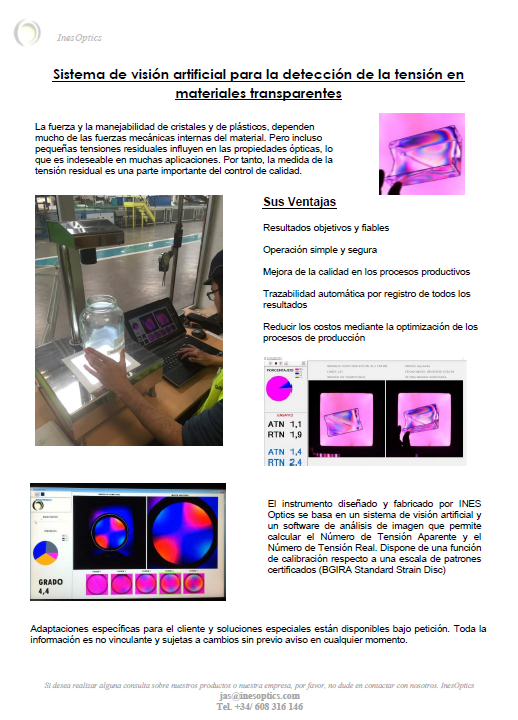 InesOptics
Sistema de visión artificial para la detección de la tensión en
materiales transparentes
La fuerza y la manejabilidad de cristales y de plásticos, dependen
mucho de las fuerzas mecánicas internas del material. Pero incluso
pequeñas tensiones residuales influyen en las propiedades ópticas, lo
que es indeseable en muchas aplicaciones. Por tanto, la medida de la
tensión residual es una parte importante del control de calidad.
Sus Ventajas
Resultados objetivos y fiables
Operación simple y segura
Mejora de la calidad en los procesos productivos
Trazabilidad automática por registro de todos los
resultados
Reducir los costos mediante la optimización de los
procesos de producción
PORCENTAJES
ENSAYO
ATN 1,1
RTN 1,9
ATN 1,4
RTN 2,4
GRADO
4,4
El instrumento diseñado y fabricado por INES
Optics se basa en un sistema de visión artificial y
un software de análisis de imagen que permite
calcular el Número de Tensión Aparente y el
Número de Tensión Real. Dispone de una función
de calibración respecto a una escala de patrones
certificados (BGIRA Standard Strain Disc)
Adaptaciones específicas para el cliente y soluciones especiales están disponibles bajo petición. Toda la
información es no vinculante y sujetas a cambios sin previo aviso en cualquier momento.
Si desea realizar alguna consulta sobre nuestros productos o nuestra empresa, por favor, no dude en contactar con nosotros. InesOptics
jas@inesoptics.com
Tel. +34/ 608 316 146